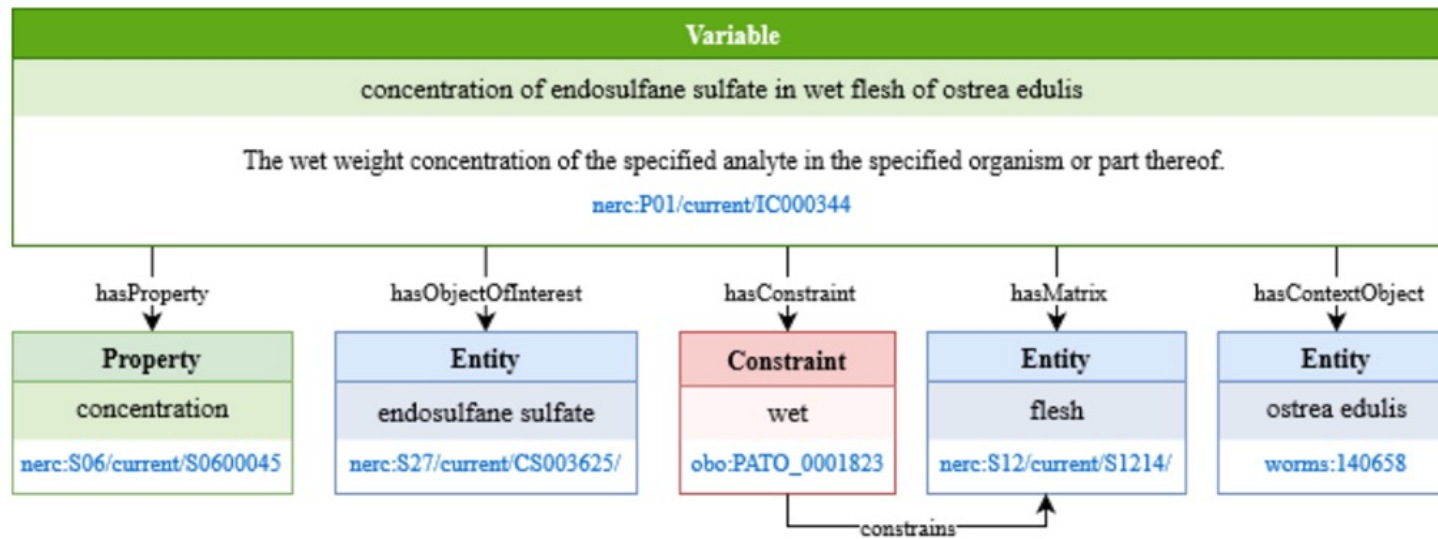 Variable
concentration of endosulfane sulfate in wet flesh of ostrea edulis
The wet weight concentration of the specified analyte in the specified organism or part thereof.
nerc:P01/current/IC000344
hasProperty hasObjectOfInterest hasConstraint hasMatrix hasContextObject
Property Entity Constraint Entity Entity
concentration endosulfane sulfate wet flesh ostrea edulis
nerc:S06/current/S0600045 nerc:S27/current/CS003625/ obo:PATO_0001823 nerc:S12/current/S1214/ worms:140658
constrains